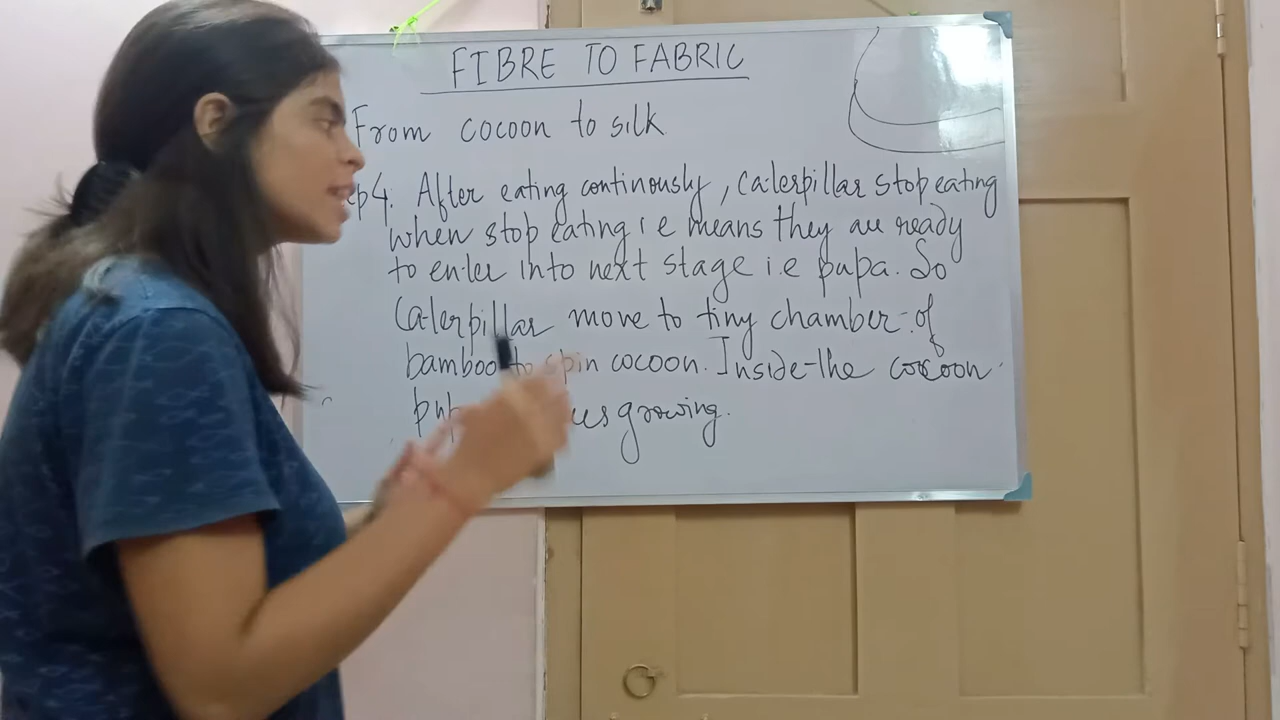 FIBRE TO FABRIC
From cocoon to silk
ep4. After eating continously, caterpillar stop eating
when stop eating i e means they are ready
to enter into next stage i.e pupa. So
Caterpillar move to tiny chamber of
bamboo to spin cocoon. Inside the cocoon
growing.